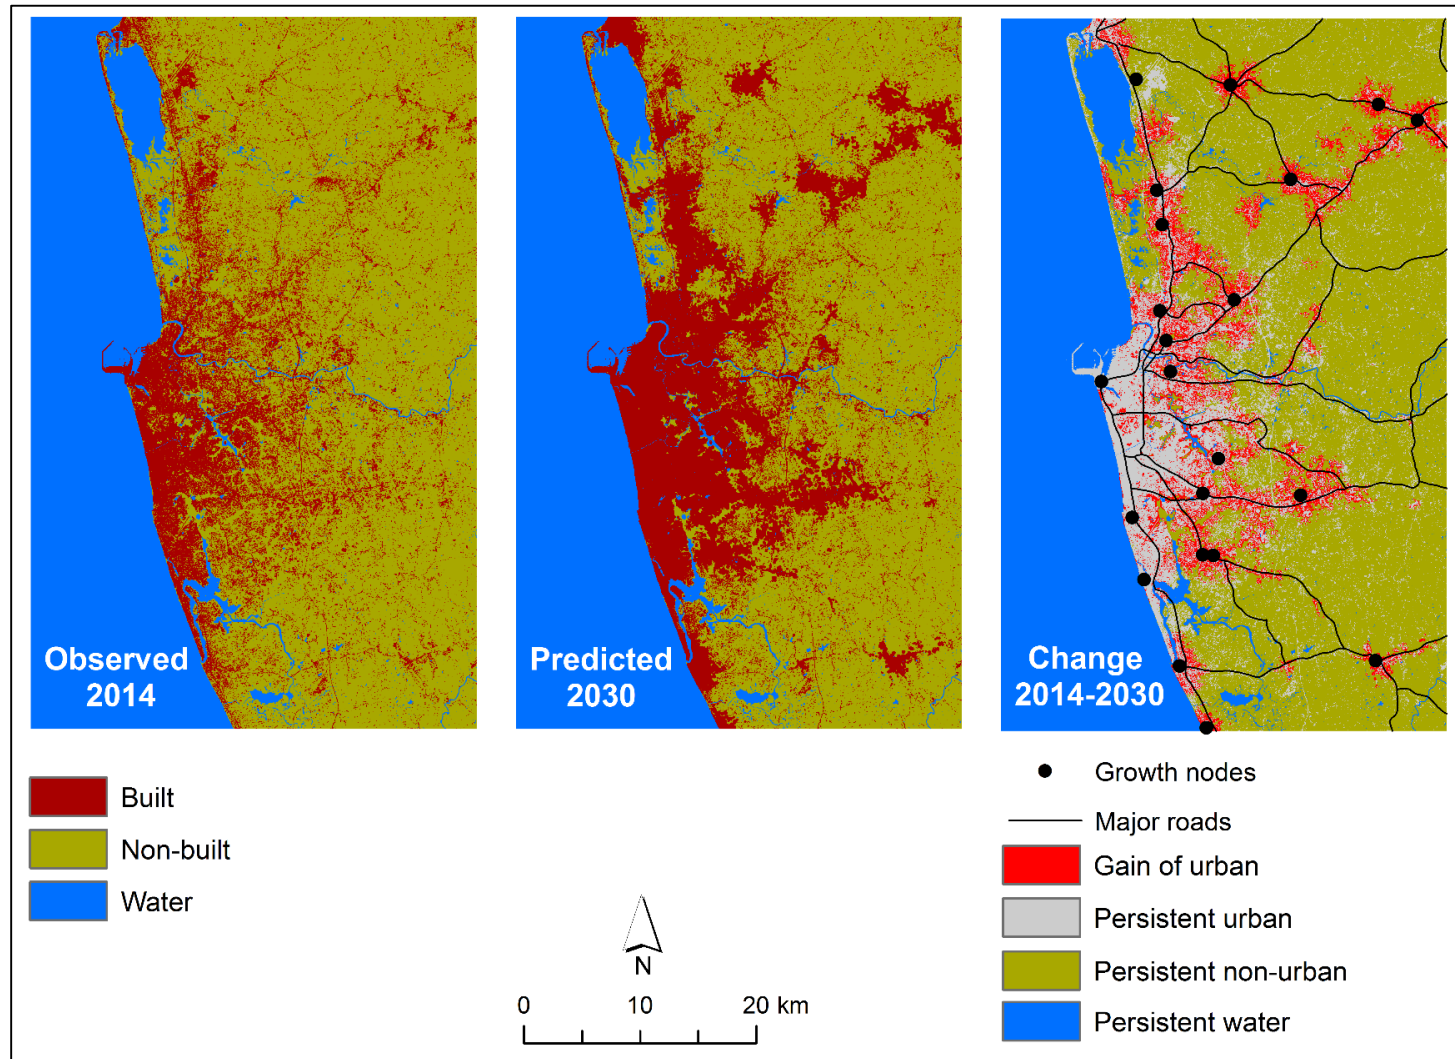 Observed
2014
Predicted
2030
Change
2014-2030
Built
Non-built
Water
N
0 10 20 km
Growth nodes
Major roads
Gain of urban
Persistent urban
Persistent non-urban
Persistent water